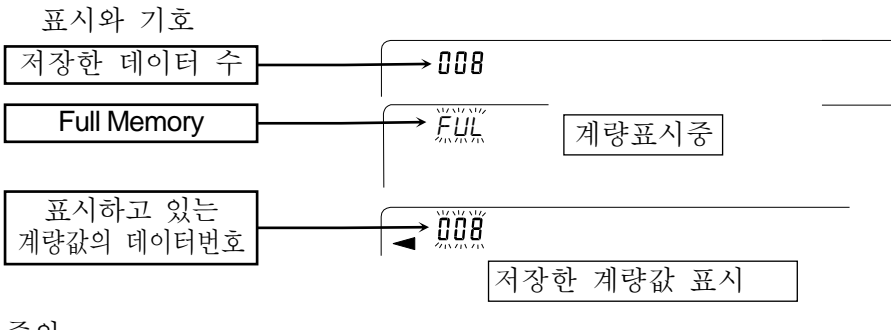 표시와 기호
저장한 데이터 수
008
Full Memory
FUL
계량표시중
표시하고 있는
계량값의 데이터번호
008
저장한 계량값 표시